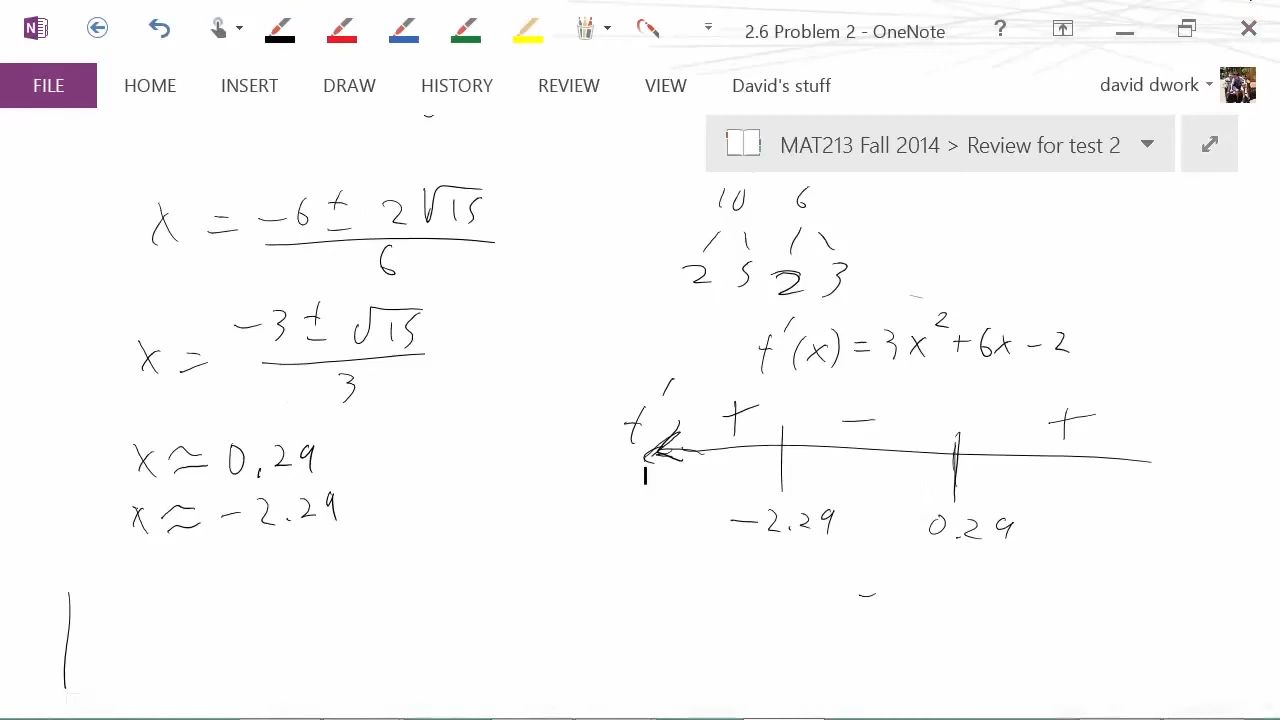 2.6 Problem 2 - OneNote
?
FILE HOME INSERT DRAW HISTORY REVIEW VIEW David's stuff
david dwork
MAT213 Fall 2014 > Review for test 2
x = (-6 ± 2√15)/6
x = (-3 ± √15)/3
x ≈ 0.29
x ≈ -2.29
10 6
2 5 2 3
f'(x) = 3x² + 6x - 2
f' + - +
-2.29 0.29